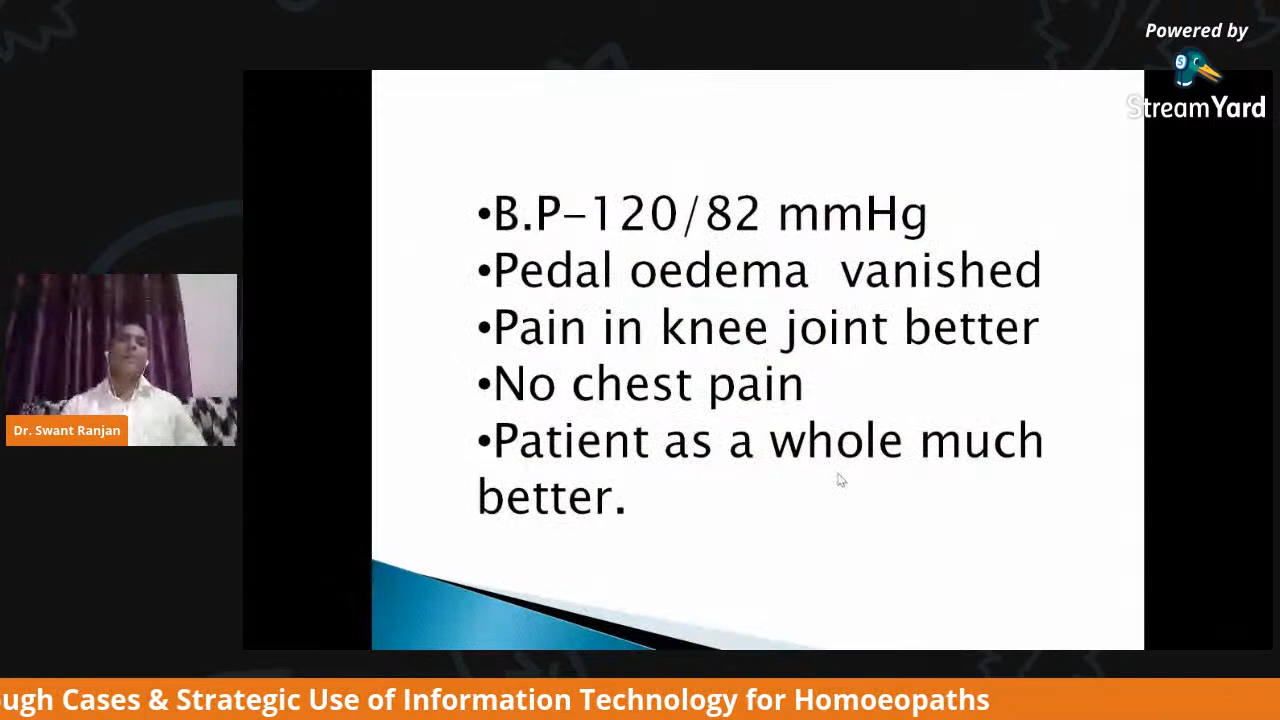 Powered by
StreamYard
•B.P-120/82 mmHg
•Pedal oedema vanished
•Pain in knee joint better
•No chest pain
•Patient as a whole much
better.
Dr. Swant Ranjan
ough Cases & Strategic Use of Information Technology for Homoeopaths